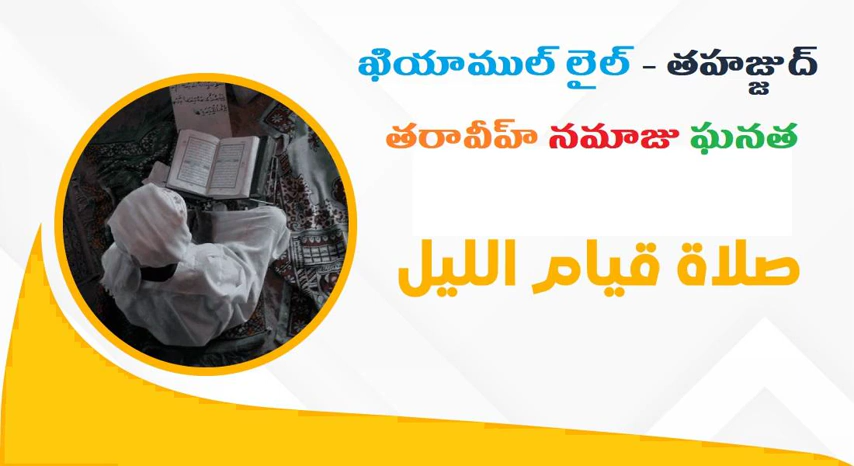 ఖియాముల్ లైల్ - తహజ్జుద్
తరావీహ్ నమాజు ఘనత
صلاة قيام الليل